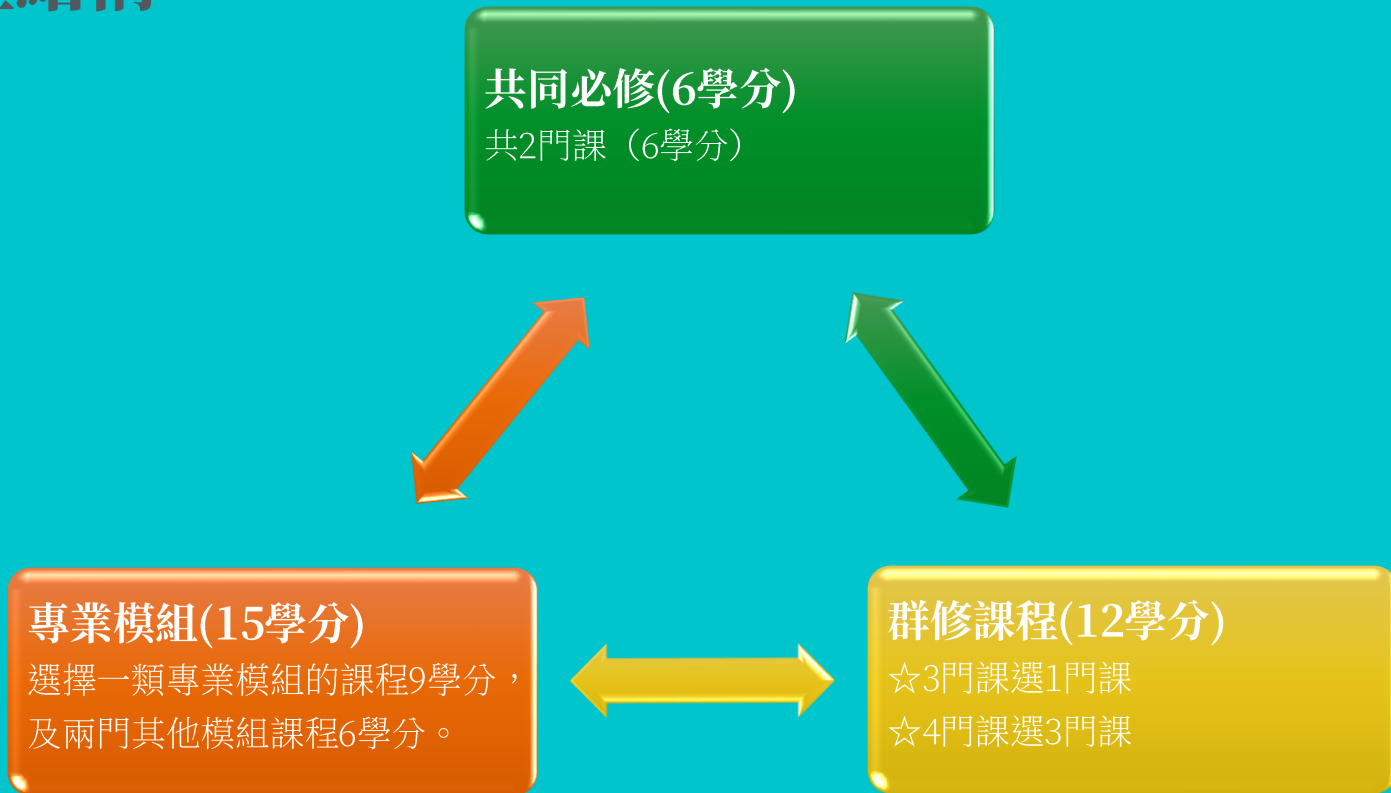 共同必修(6學分)
共2門課（6學分）
專業模組(15學分)
選擇一類專業模組的課程9學分，
及兩門其他模組課程6學分。
群修課程(12學分)
☆3門課選1門課
☆4門課選3門課